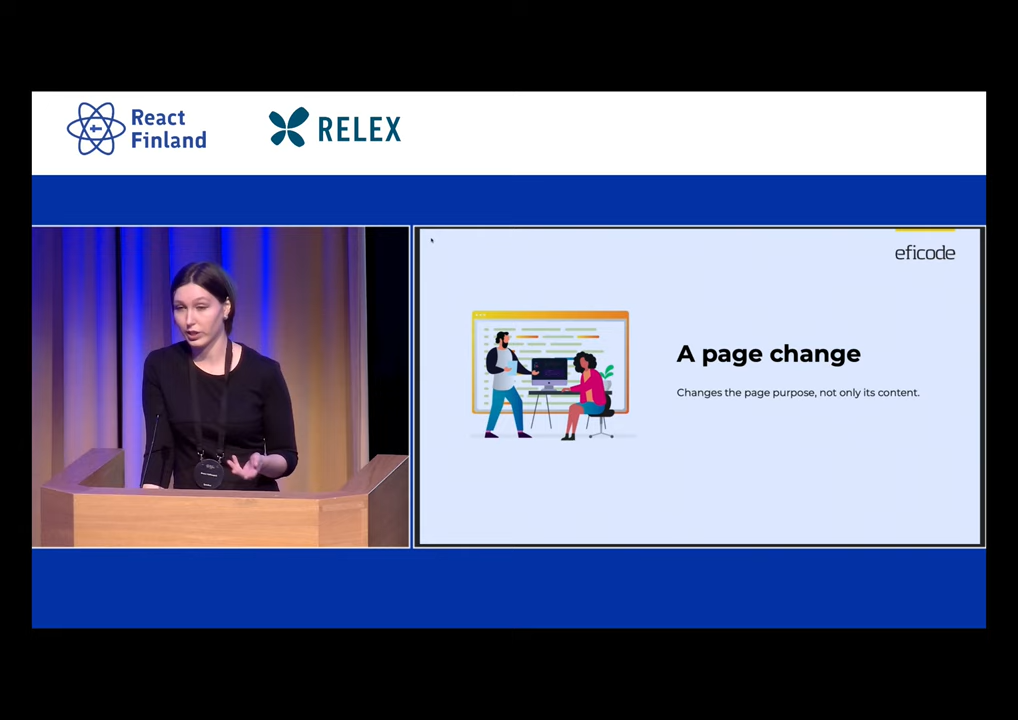 React
Finland
RELEX
eficode
A page change
Changes the page purpose, not only its content.